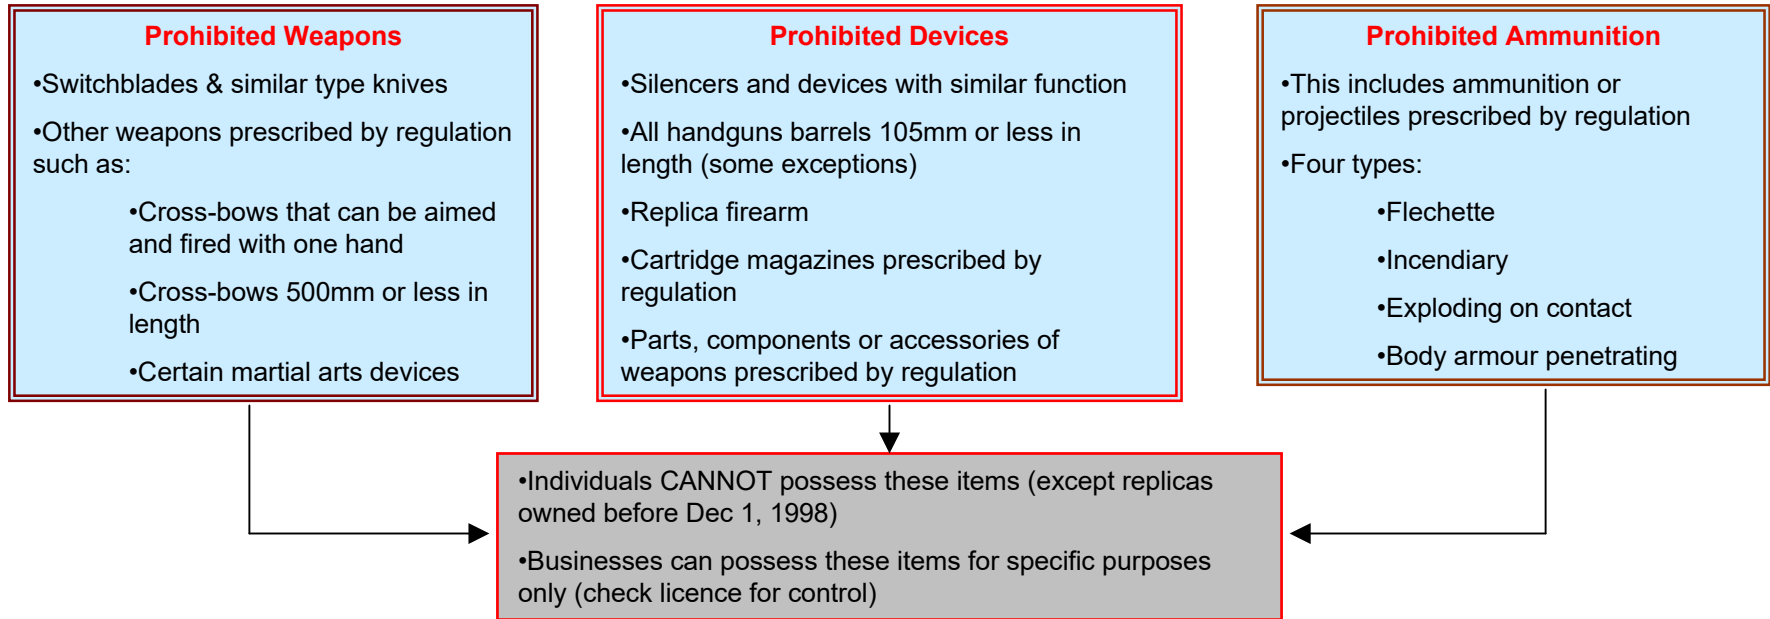 Prohibited Weapons
•Switchblades & similar type knives
•Other weapons prescribed by regulation
such as:
•Cross-bows that can be aimed
and fired with one hand
•Cross-bows 500mm or less in
length
•Certain martial arts devices
Prohibited Devices
•Silencers and devices with similar function
•All handguns barrels 105mm or less in
length (some exceptions)
•Replica firearm
•Cartridge magazines prescribed by
regulation
•Parts, components or accessories of
weapons prescribed by regulation
Prohibited Ammunition
•This includes ammunition or
projectiles prescribed by regulation
•Four types:
•Flechette
•Incendiary
•Exploding on contact
•Body armour penetrating
•Individuals CANNOT possess these items (except replicas
owned before Dec 1, 1998)
•Businesses can possess these items for specific purposes
only (check licence for control)